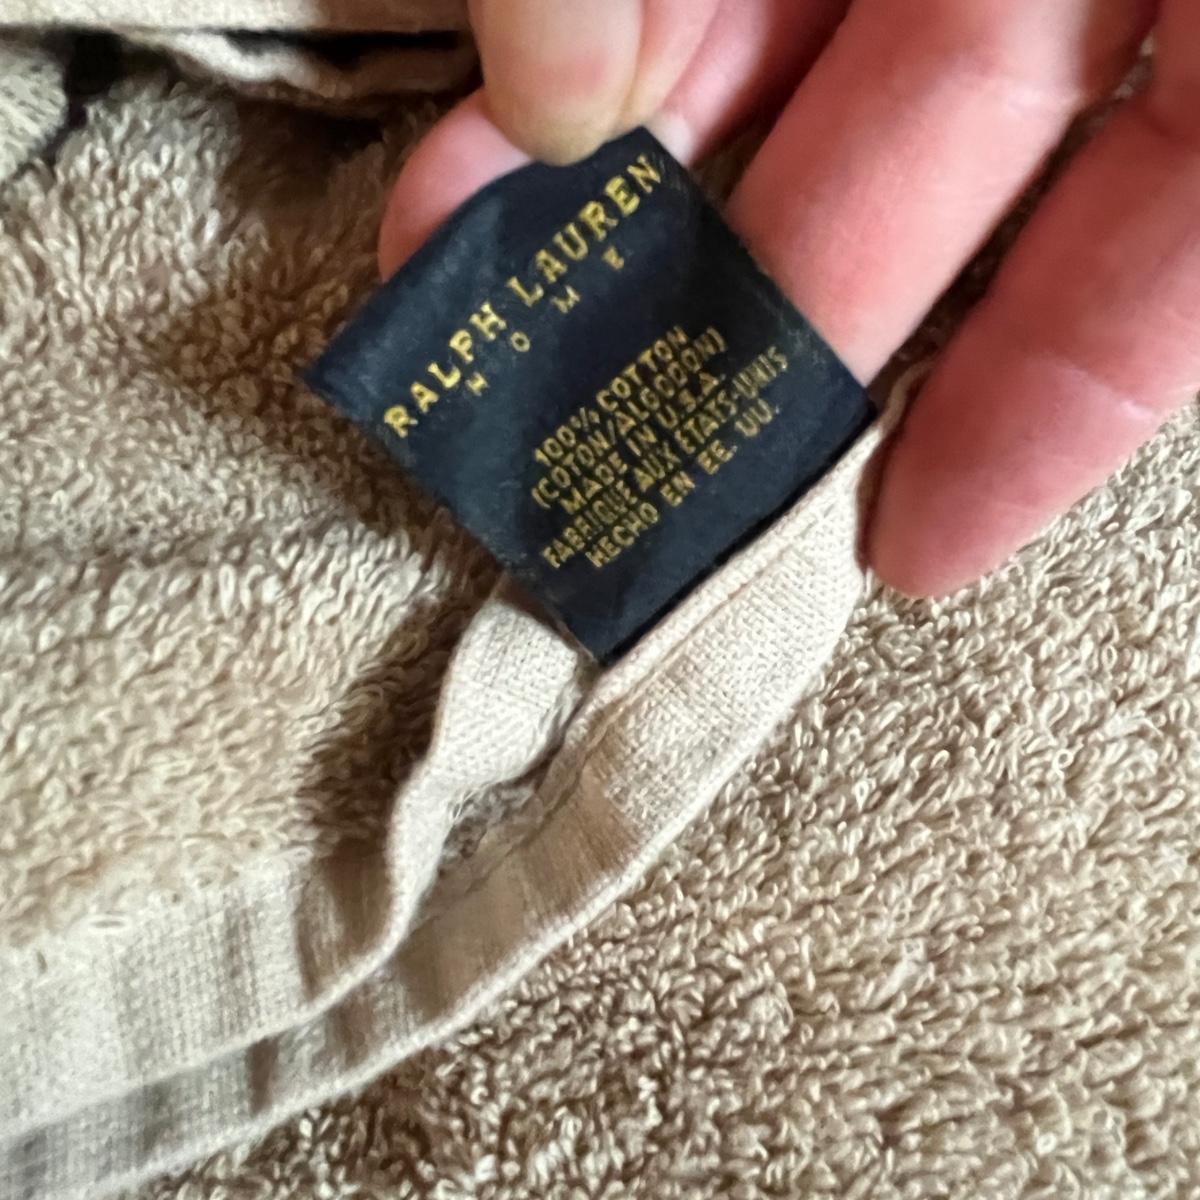 RALPH LAUREN
HOME
100% COTTON
(COTON/ALGODON)
MADE IN U.S.A.
FABRIQUE AUX ETATS-UNIS
HECHO EN EE. UU.